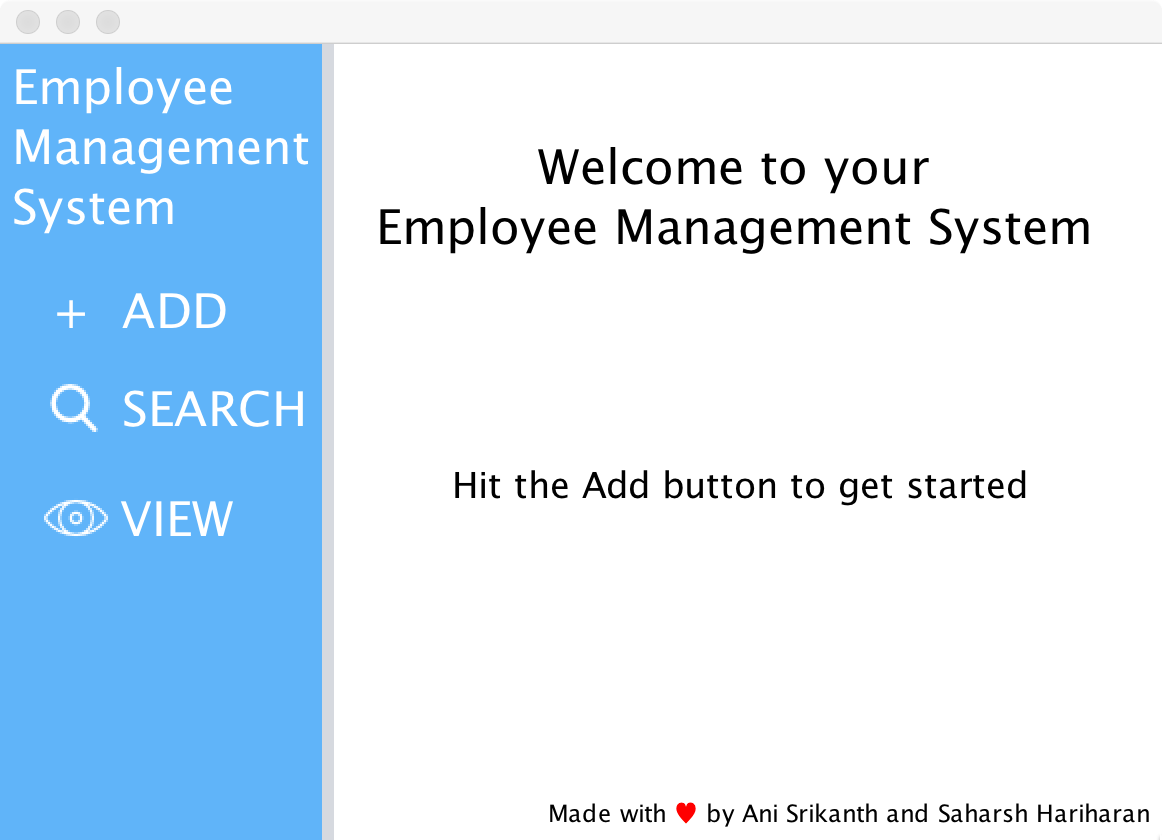 Employee
Management
System
+ ADD
SEARCH
VIEW
Welcome to your
Employee Management System
Hit the Add button to get started
Made with ♥ by Ani Srikanth and Saharsh Hariharan